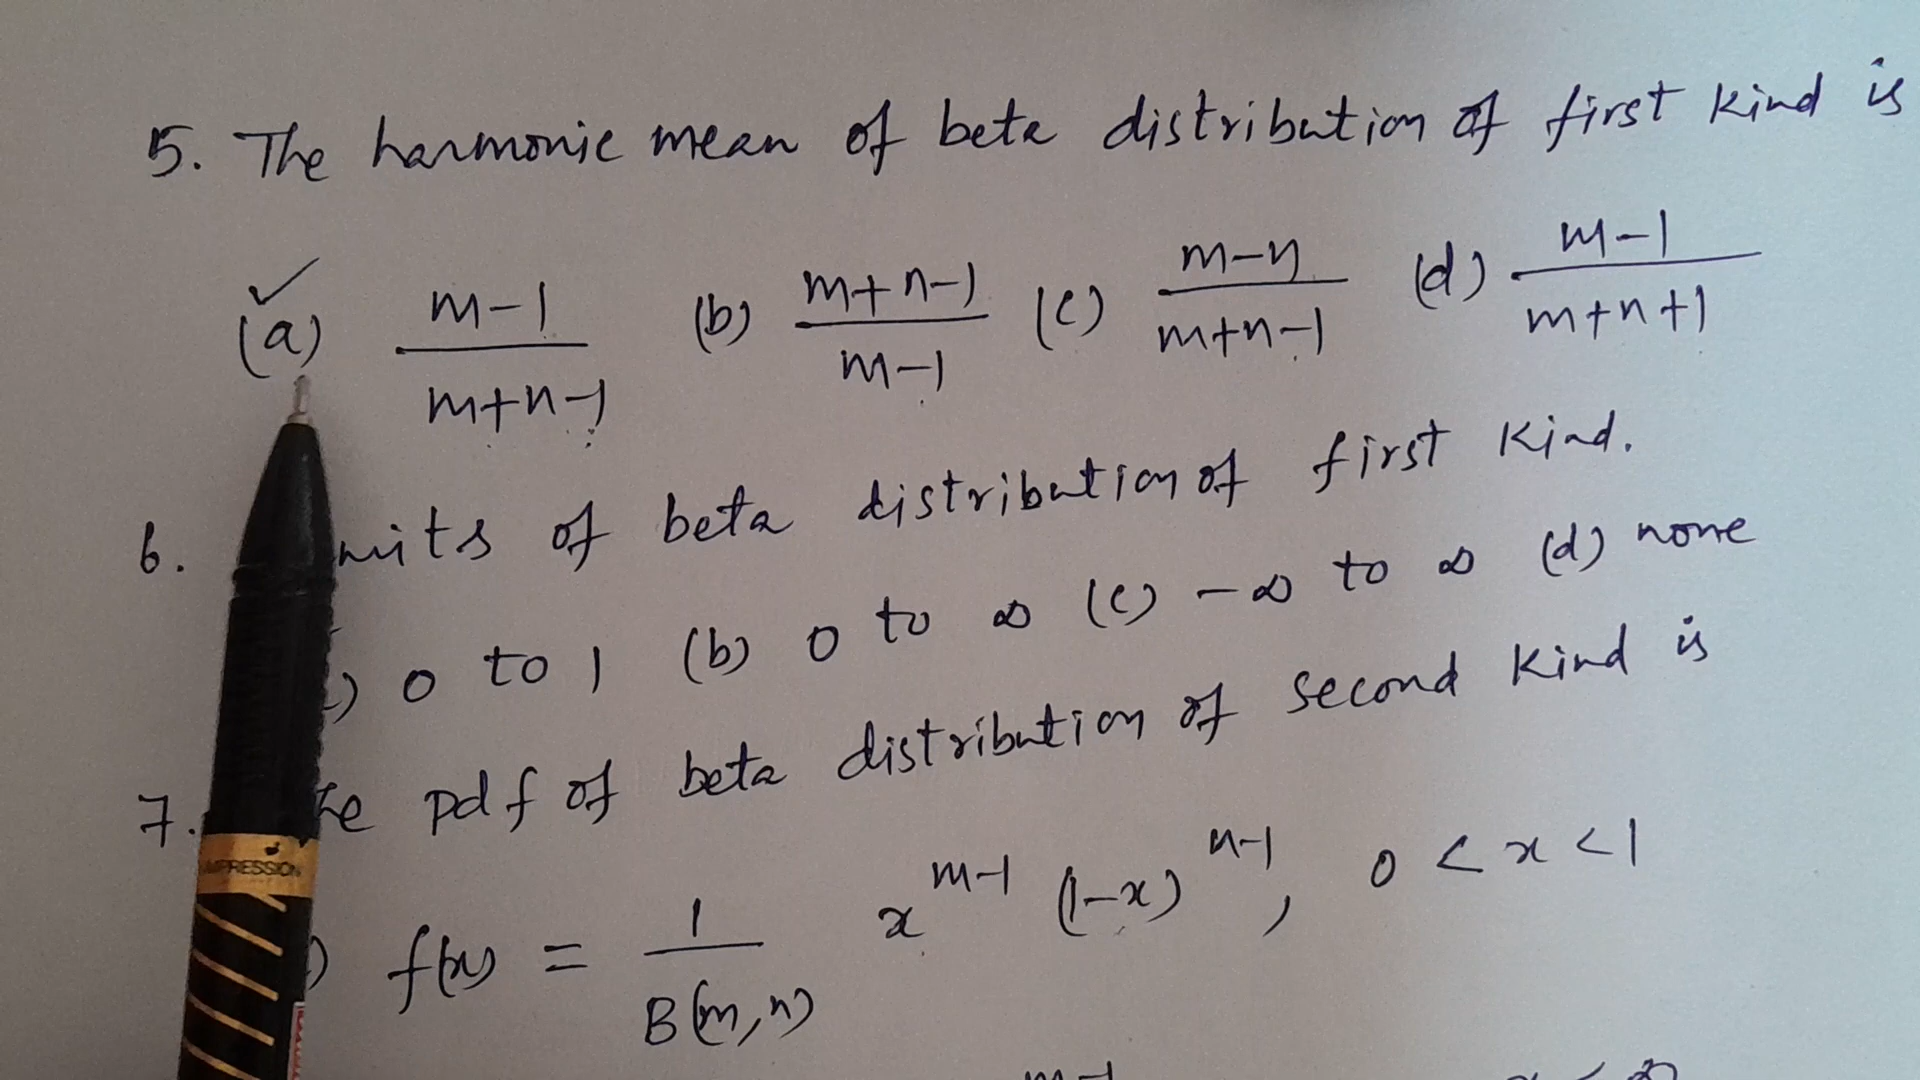 5. The harmonic mean of beta distribution of first kind is
✓
(a) m-1/m+n-1 (b) m+n-1/m-1 (c) m-n/m+n-1 (d) m-1/m+n+1
6. mits of beta distribution of first kind.
) 0 to 1 (b) 0 to ∞ (c) -∞ to ∞ (d) none
7. pdf of beta distribution of second kind is
) f(x) = 1/B(m,n) x^m-1 (1-x)^n-1, 0 < x < 1
IMPRESSION
m-1